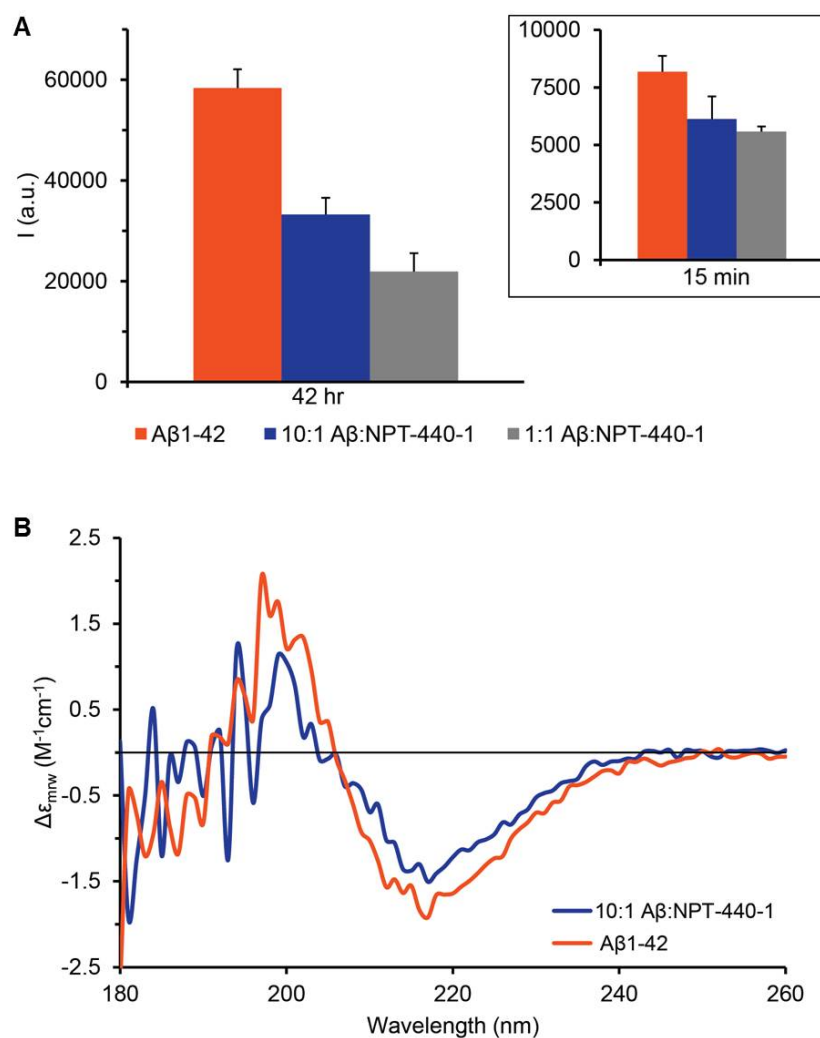 A
I (a.u.)
60000
40000
20000
0
42 hr
10000
7500
5000
2500
0
15 min
Aβ1-42 10:1 Aβ:NPT-440-1 1:1 Aβ:NPT-440-1
B
Δεmrw (M-1cm-1)
2.5
1.5
0.5
-0.5
-1.5
-2.5
10:1 Aβ:NPT-440-1
Aβ1-42
180 200 220 240 260
Wavelength (nm)